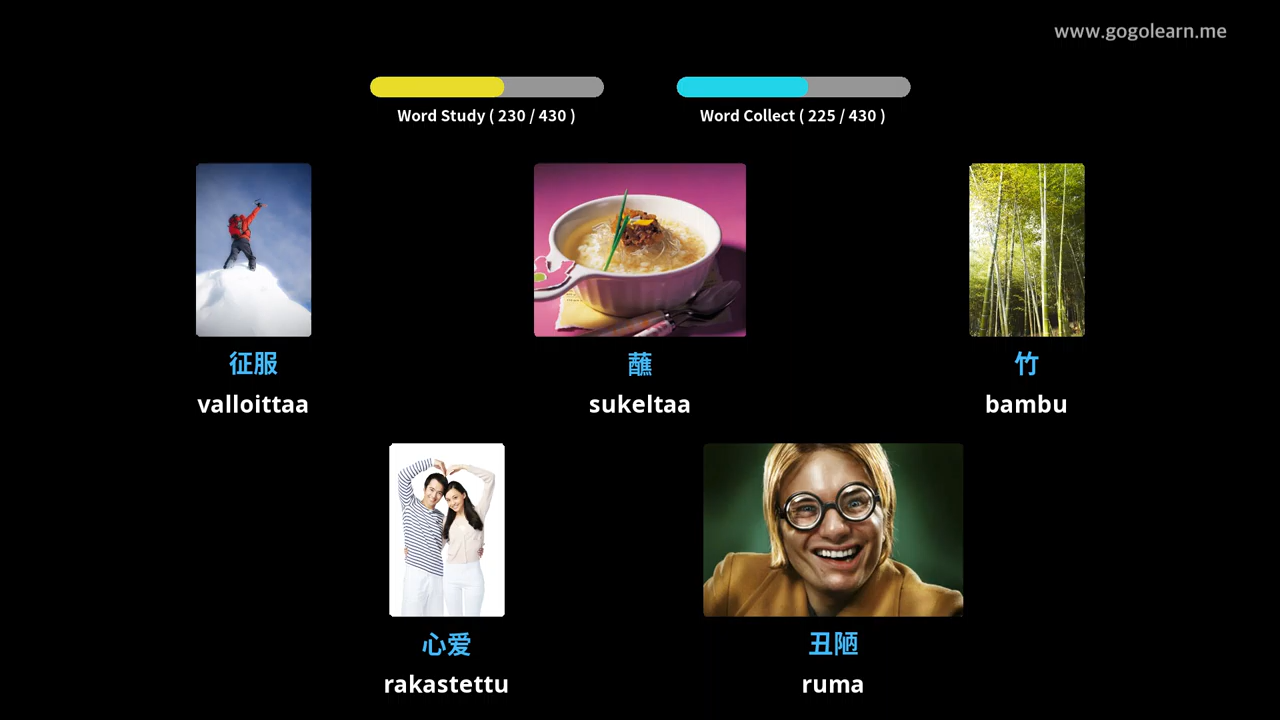 www.gogolearn.me
Word Study ( 230 / 430 )
Word Collect ( 225 / 430 )
征服
蘸
竹
valloittaa
sukeltaa
bambu
心爱
丑陋
rakastettu
ruma